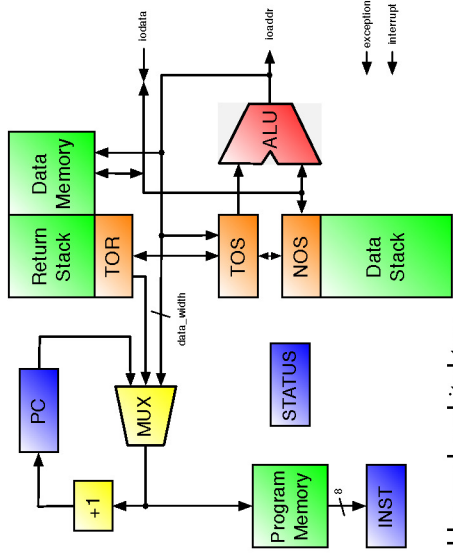 Return
Stack
Data
Memory
TOR
TOS
NOS
Data
Stack
ALU
iodata
ioaddr
exception
interrupt
data_width
PC
+1
MUX
STATUS
Program
Memory
8
INST